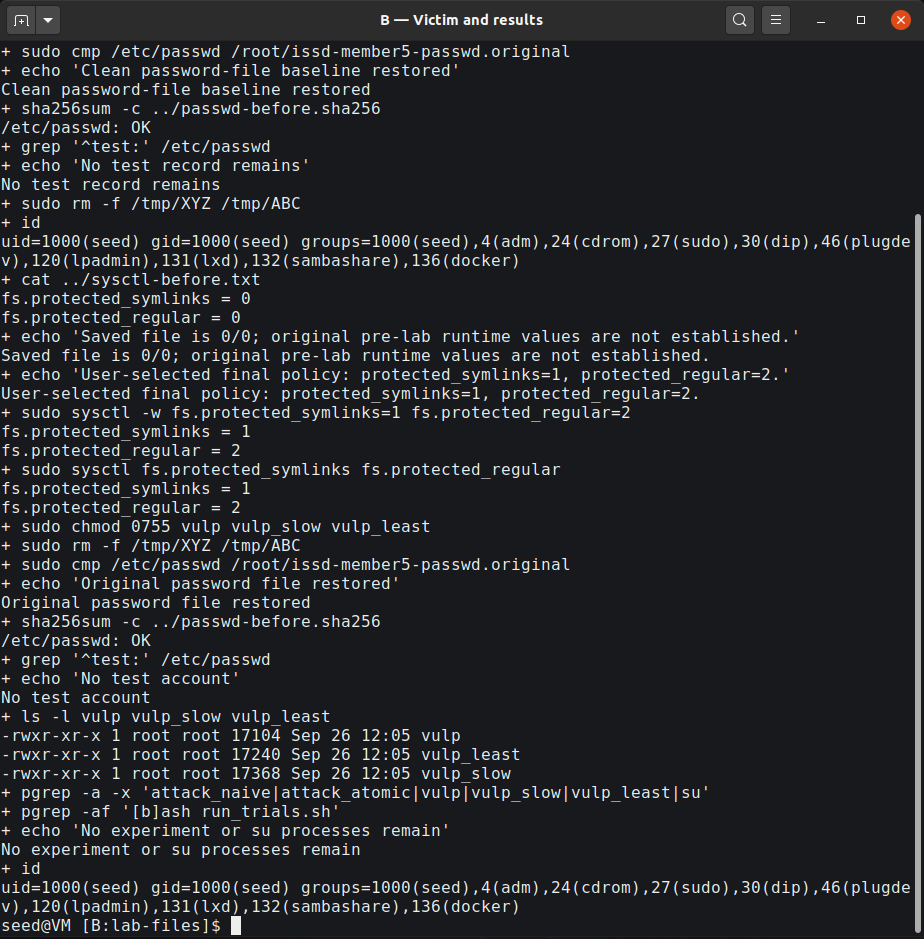 B — Victim and results
+ sudo cmp /etc/passwd /root/issd-member5-passwd.original
+ echo 'Clean password-file baseline restored'
Clean password-file baseline restored
+ sha256sum -c ../passwd-before.sha256
/etc/passwd: OK
+ grep '^test:' /etc/passwd
+ echo 'No test record remains'
No test record remains
+ sudo rm -f /tmp/XYZ /tmp/ABC
+ id
uid=1000(seed) gid=1000(seed) groups=1000(seed),4(adm),24(cdrom),27(sudo),30(dip),46(plugde
v),120(lpadmin),131(lxd),132(sambashare),136(docker)
+ cat ../sysctl-before.txt
fs.protected_symlinks = 0
fs.protected_regular = 0
+ echo 'Saved file is 0/0; original pre-lab runtime values are not established.'
Saved file is 0/0; original pre-lab runtime values are not established.
+ echo 'User-selected final policy: protected_symlinks=1, protected_regular=2.'
User-selected final policy: protected_symlinks=1, protected_regular=2.
+ sudo sysctl -w fs.protected_symlinks=1 fs.protected_regular=2
fs.protected_symlinks = 1
fs.protected_regular = 2
+ sudo sysctl fs.protected_symlinks fs.protected_regular
fs.protected_symlinks = 1
fs.protected_regular = 2
+ sudo chmod 0755 vulp vulp_slow vulp_least
+ sudo rm -f /tmp/XYZ /tmp/ABC
+ sudo cmp /etc/passwd /root/issd-member5-passwd.original
+ echo 'Original password file restored'
Original password file restored
+ sha256sum -c ../passwd-before.sha256
/etc/passwd: OK
+ grep '^test:' /etc/passwd
+ echo 'No test account'
No test account
+ ls -l vulp vulp_slow vulp_least
-rwxr-xr-x 1 root root 17104 Sep 26 12:05 vulp
-rwxr-xr-x 1 root root 17240 Sep 26 12:05 vulp_least
-rwxr-xr-x 1 root root 17368 Sep 26 12:05 vulp_slow
+ pgrep -a -x 'attack_naive|attack_atomic|vulp|vulp_slow|vulp_least|su'
+ pgrep -af '[b]ash run_trials.sh'
+ echo 'No experiment or su processes remain'
No experiment or su processes remain
+ id
uid=1000(seed) gid=1000(seed) groups=1000(seed),4(adm),24(cdrom),27(sudo),30(dip),46(plugde
v),120(lpadmin),131(lxd),132(sambashare),136(docker)
seed@VM [B:lab-files]$